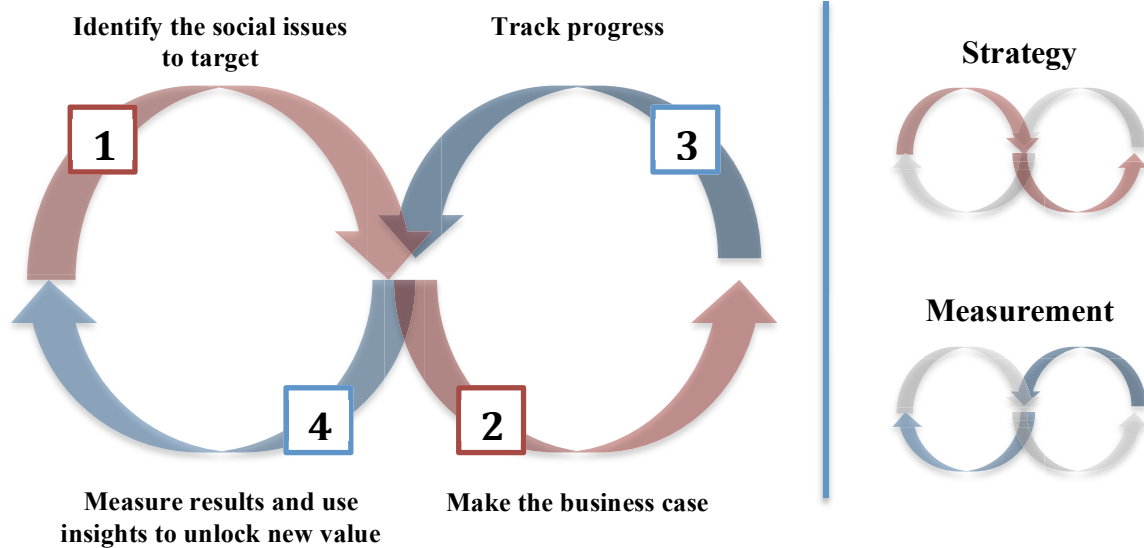 Identify the social issues
to target
Track progress
1
3
4
2
Measure results and use
insights to unlock new value
Make the business case
Strategy
Measurement